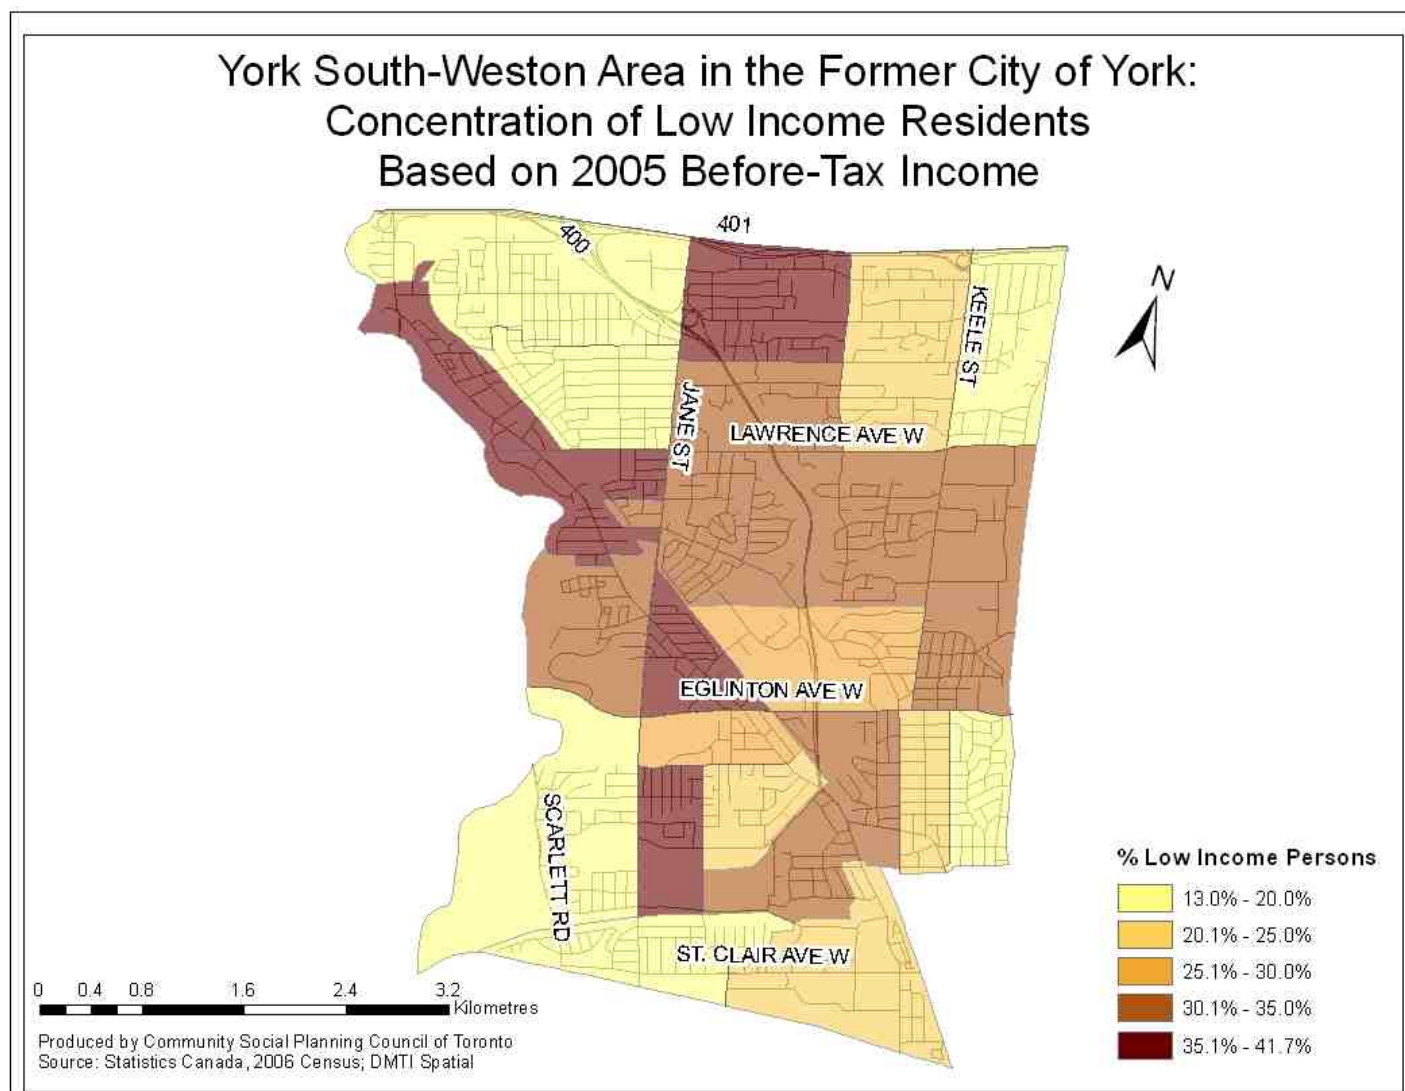 York South-Weston Area in the Former City of York:
Concentration of Low Income Residents
Based on 2005 Before-Tax Income
401
400
N
KEELE ST
JANE ST
LAWRENCE AVE W
EGLINTON AVE W
SCARLETT RD
ST. CLAIR AVE W
% Low Income Persons
13.0% - 20.0%
20.1% - 25.0%
25.1% - 30.0%
30.1% - 35.0%
35.1% - 41.7%
0 0.4 0.8 1.6 2.4 3.2
Kilometres
Produced by Community Social Planning Council of Toronto
Source: Statistics Canada, 2006 Census; DMTI Spatial